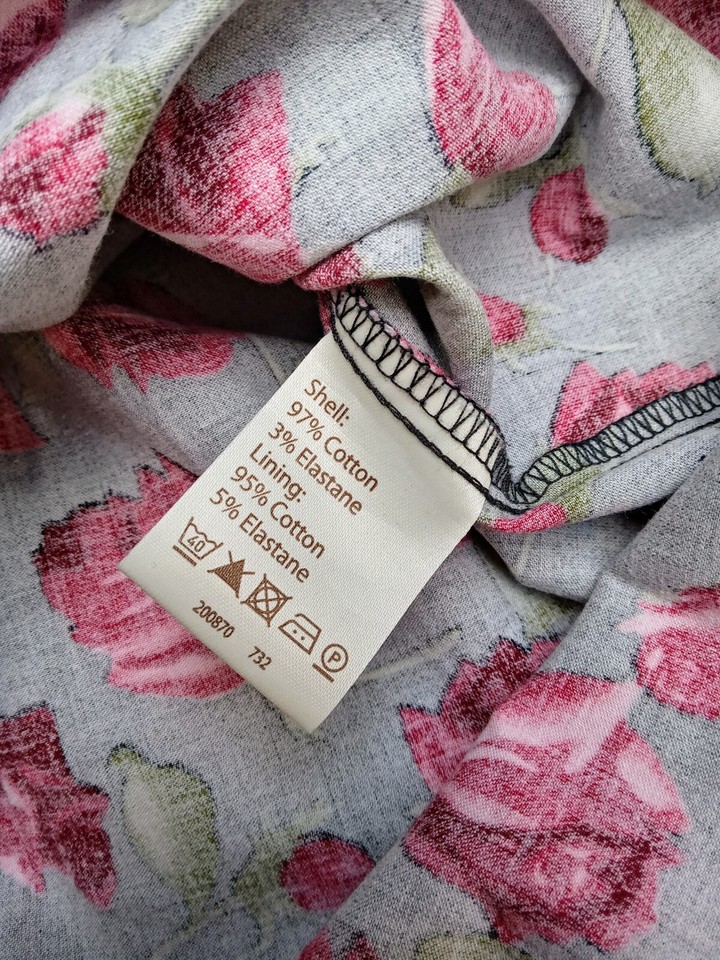 Shell:
97% Cotton
3% Elastane
Lining:
95% Cotton
5% Elastane
40
P
200870 732